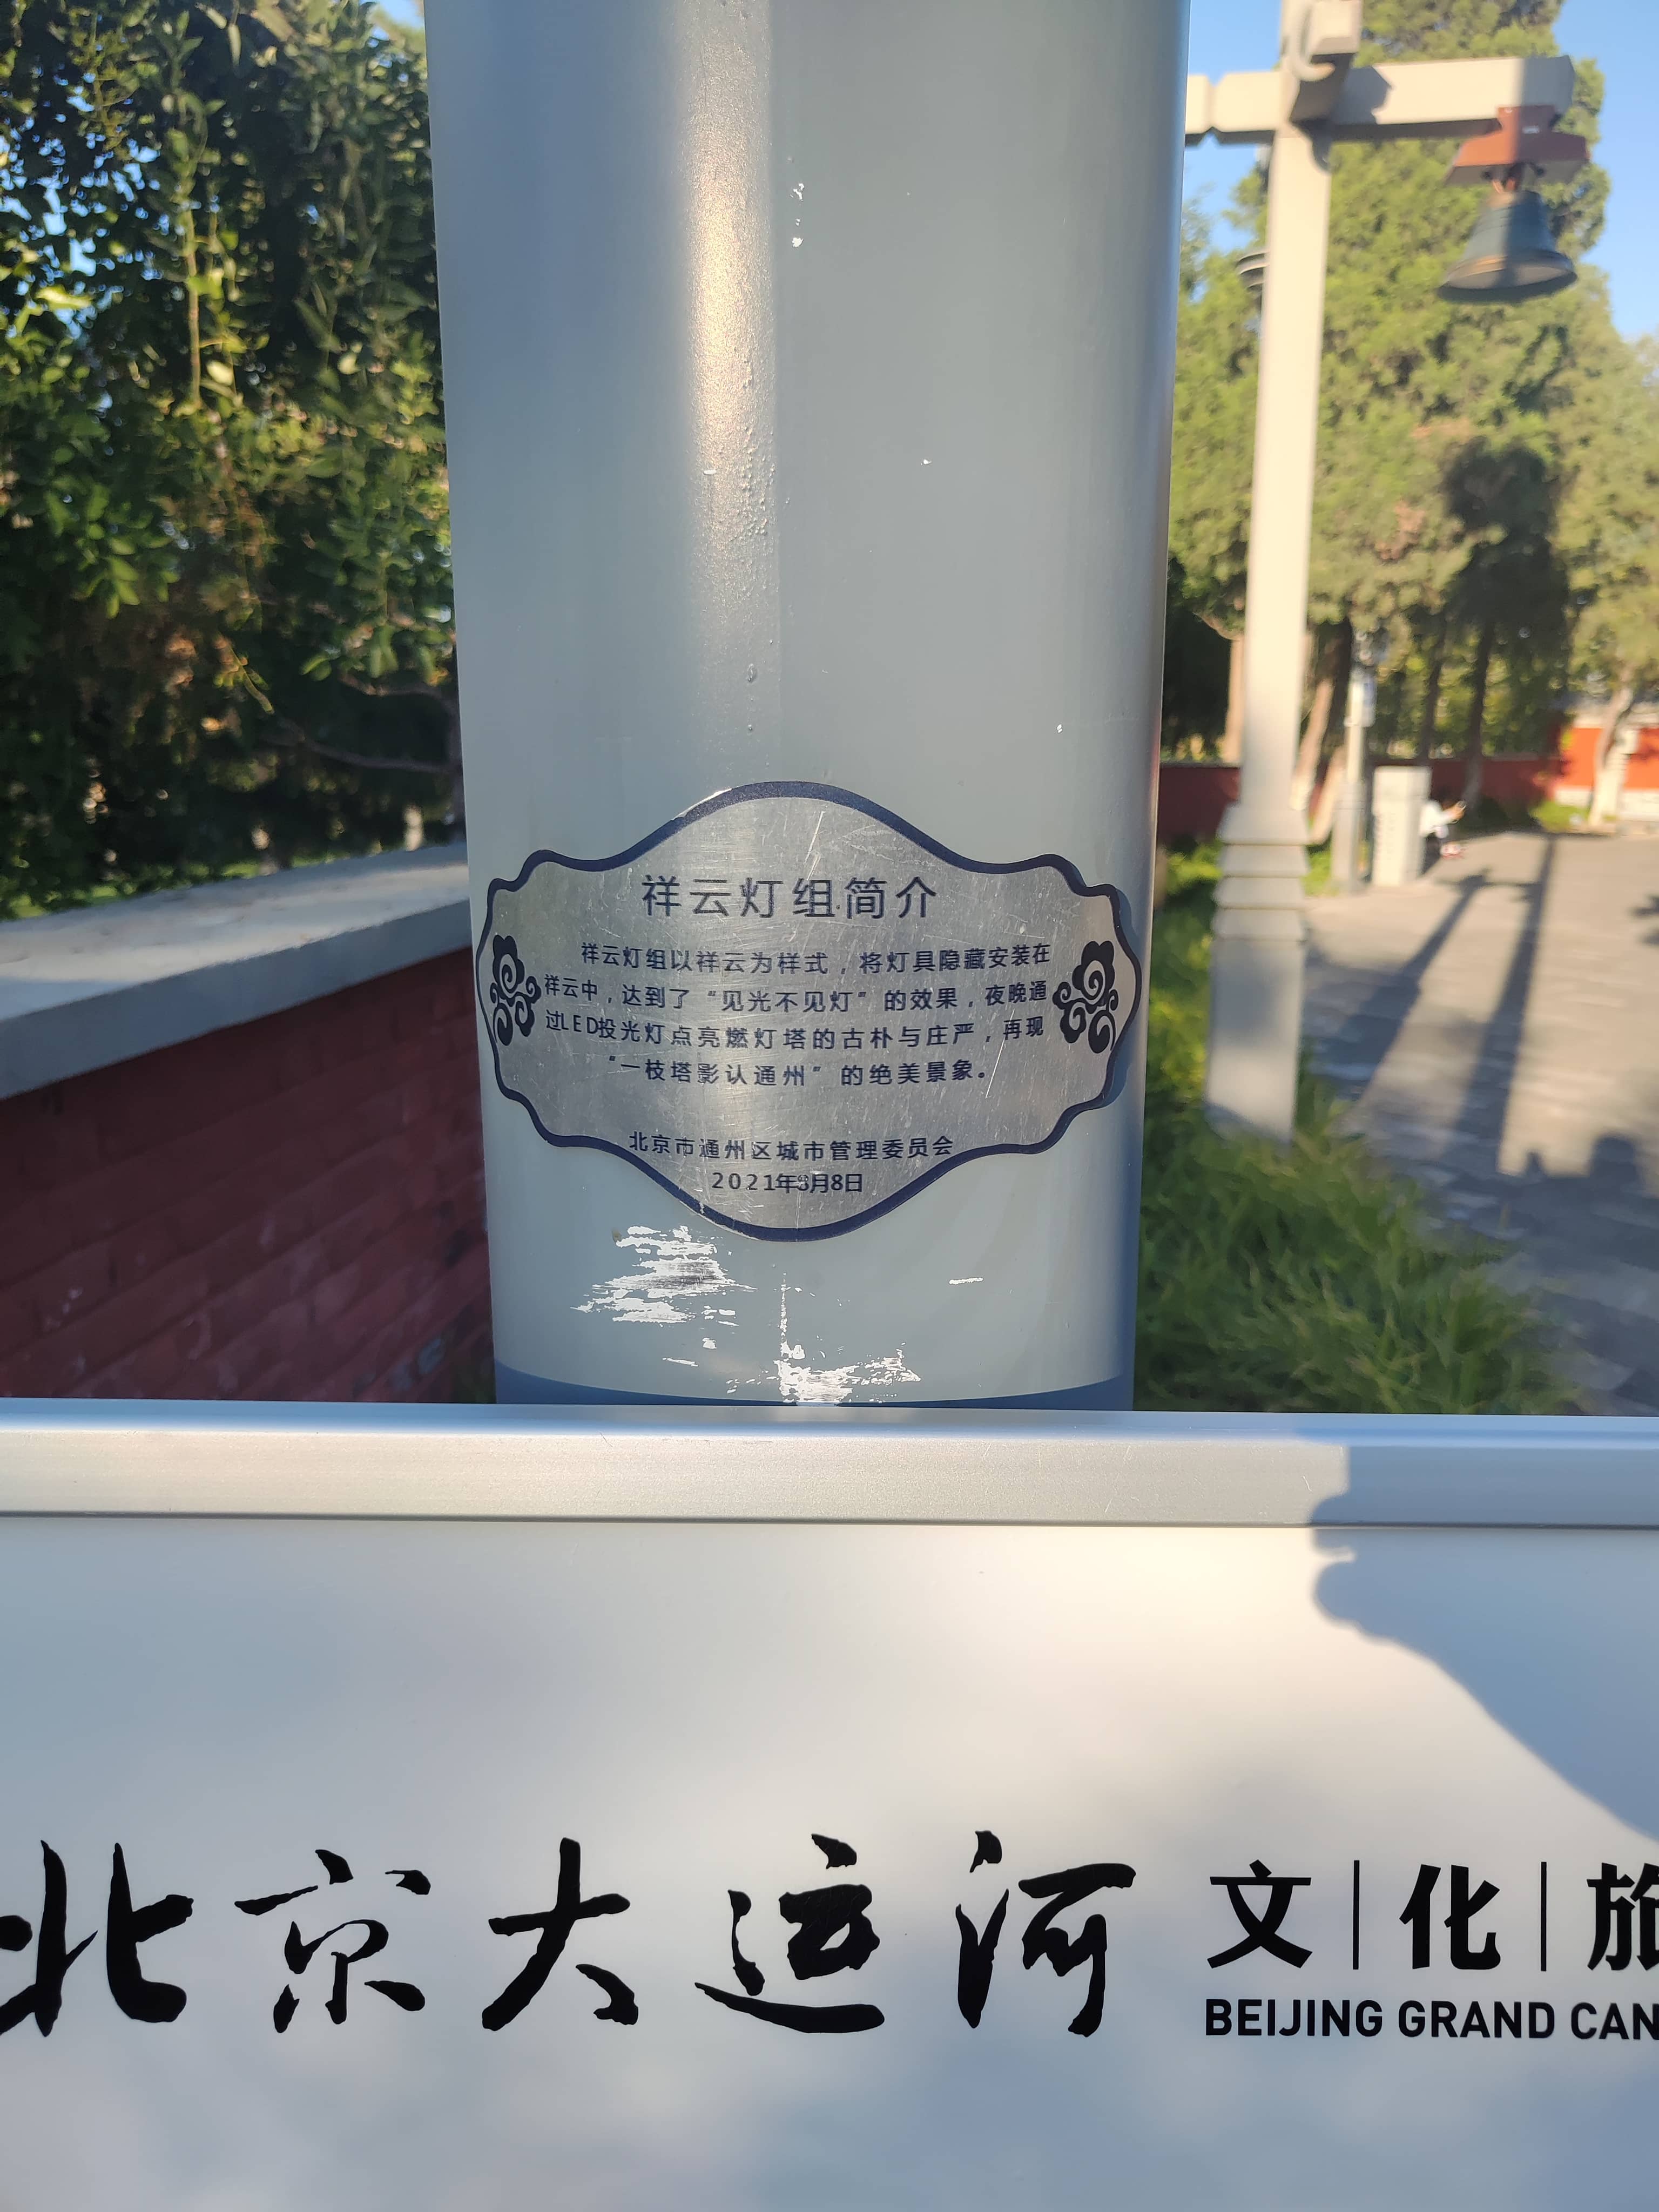 祥云灯组简介
祥云灯组以祥云为样式，将灯具隐藏安装在
祥云中，达到了“见光不见灯”的效果，夜晚通
过LED投光灯点亮燃灯塔的古朴与庄严，再现
“一枝塔影认通州”的绝美景象。
北京市通州区城市管理委员会
2021年8月8日
北京大运河 文|化|旅
BEIJING GRAND CAN